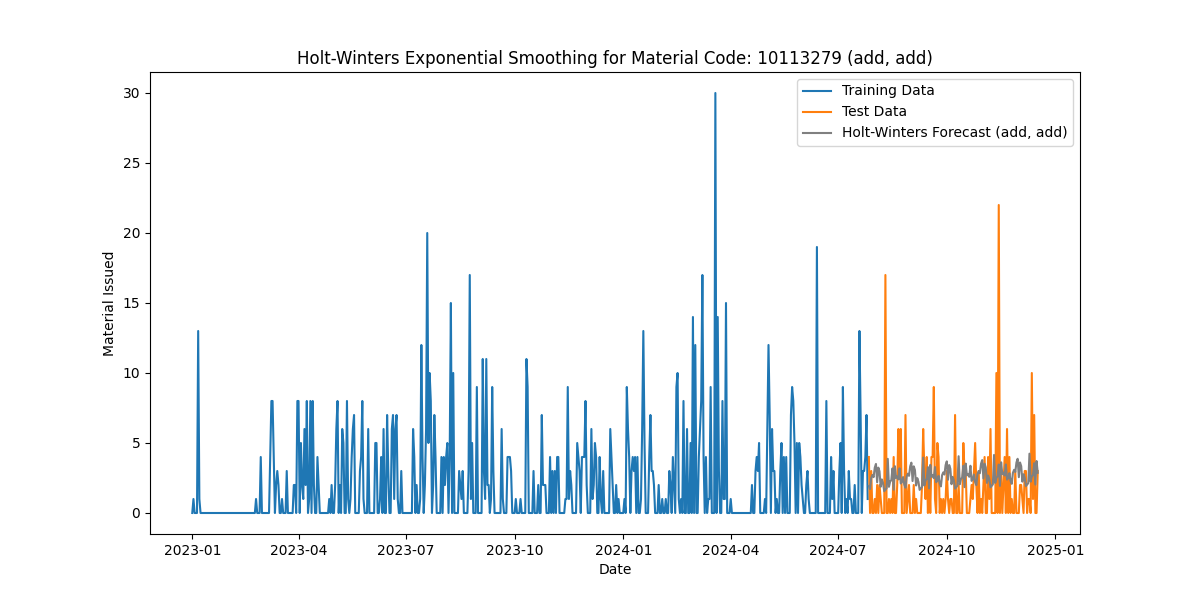 Holt-Winters Exponential Smoothing for Material Code: 10113279 (add, add)
Training Data
Test Data
Holt-Winters Forecast (add, add)
30
25
20
15
10
5
0
Material Issued
2023-01
2023-04
2023-07
2023-10
2024-01
2024-04
2024-07
2024-10
2025-01
Date